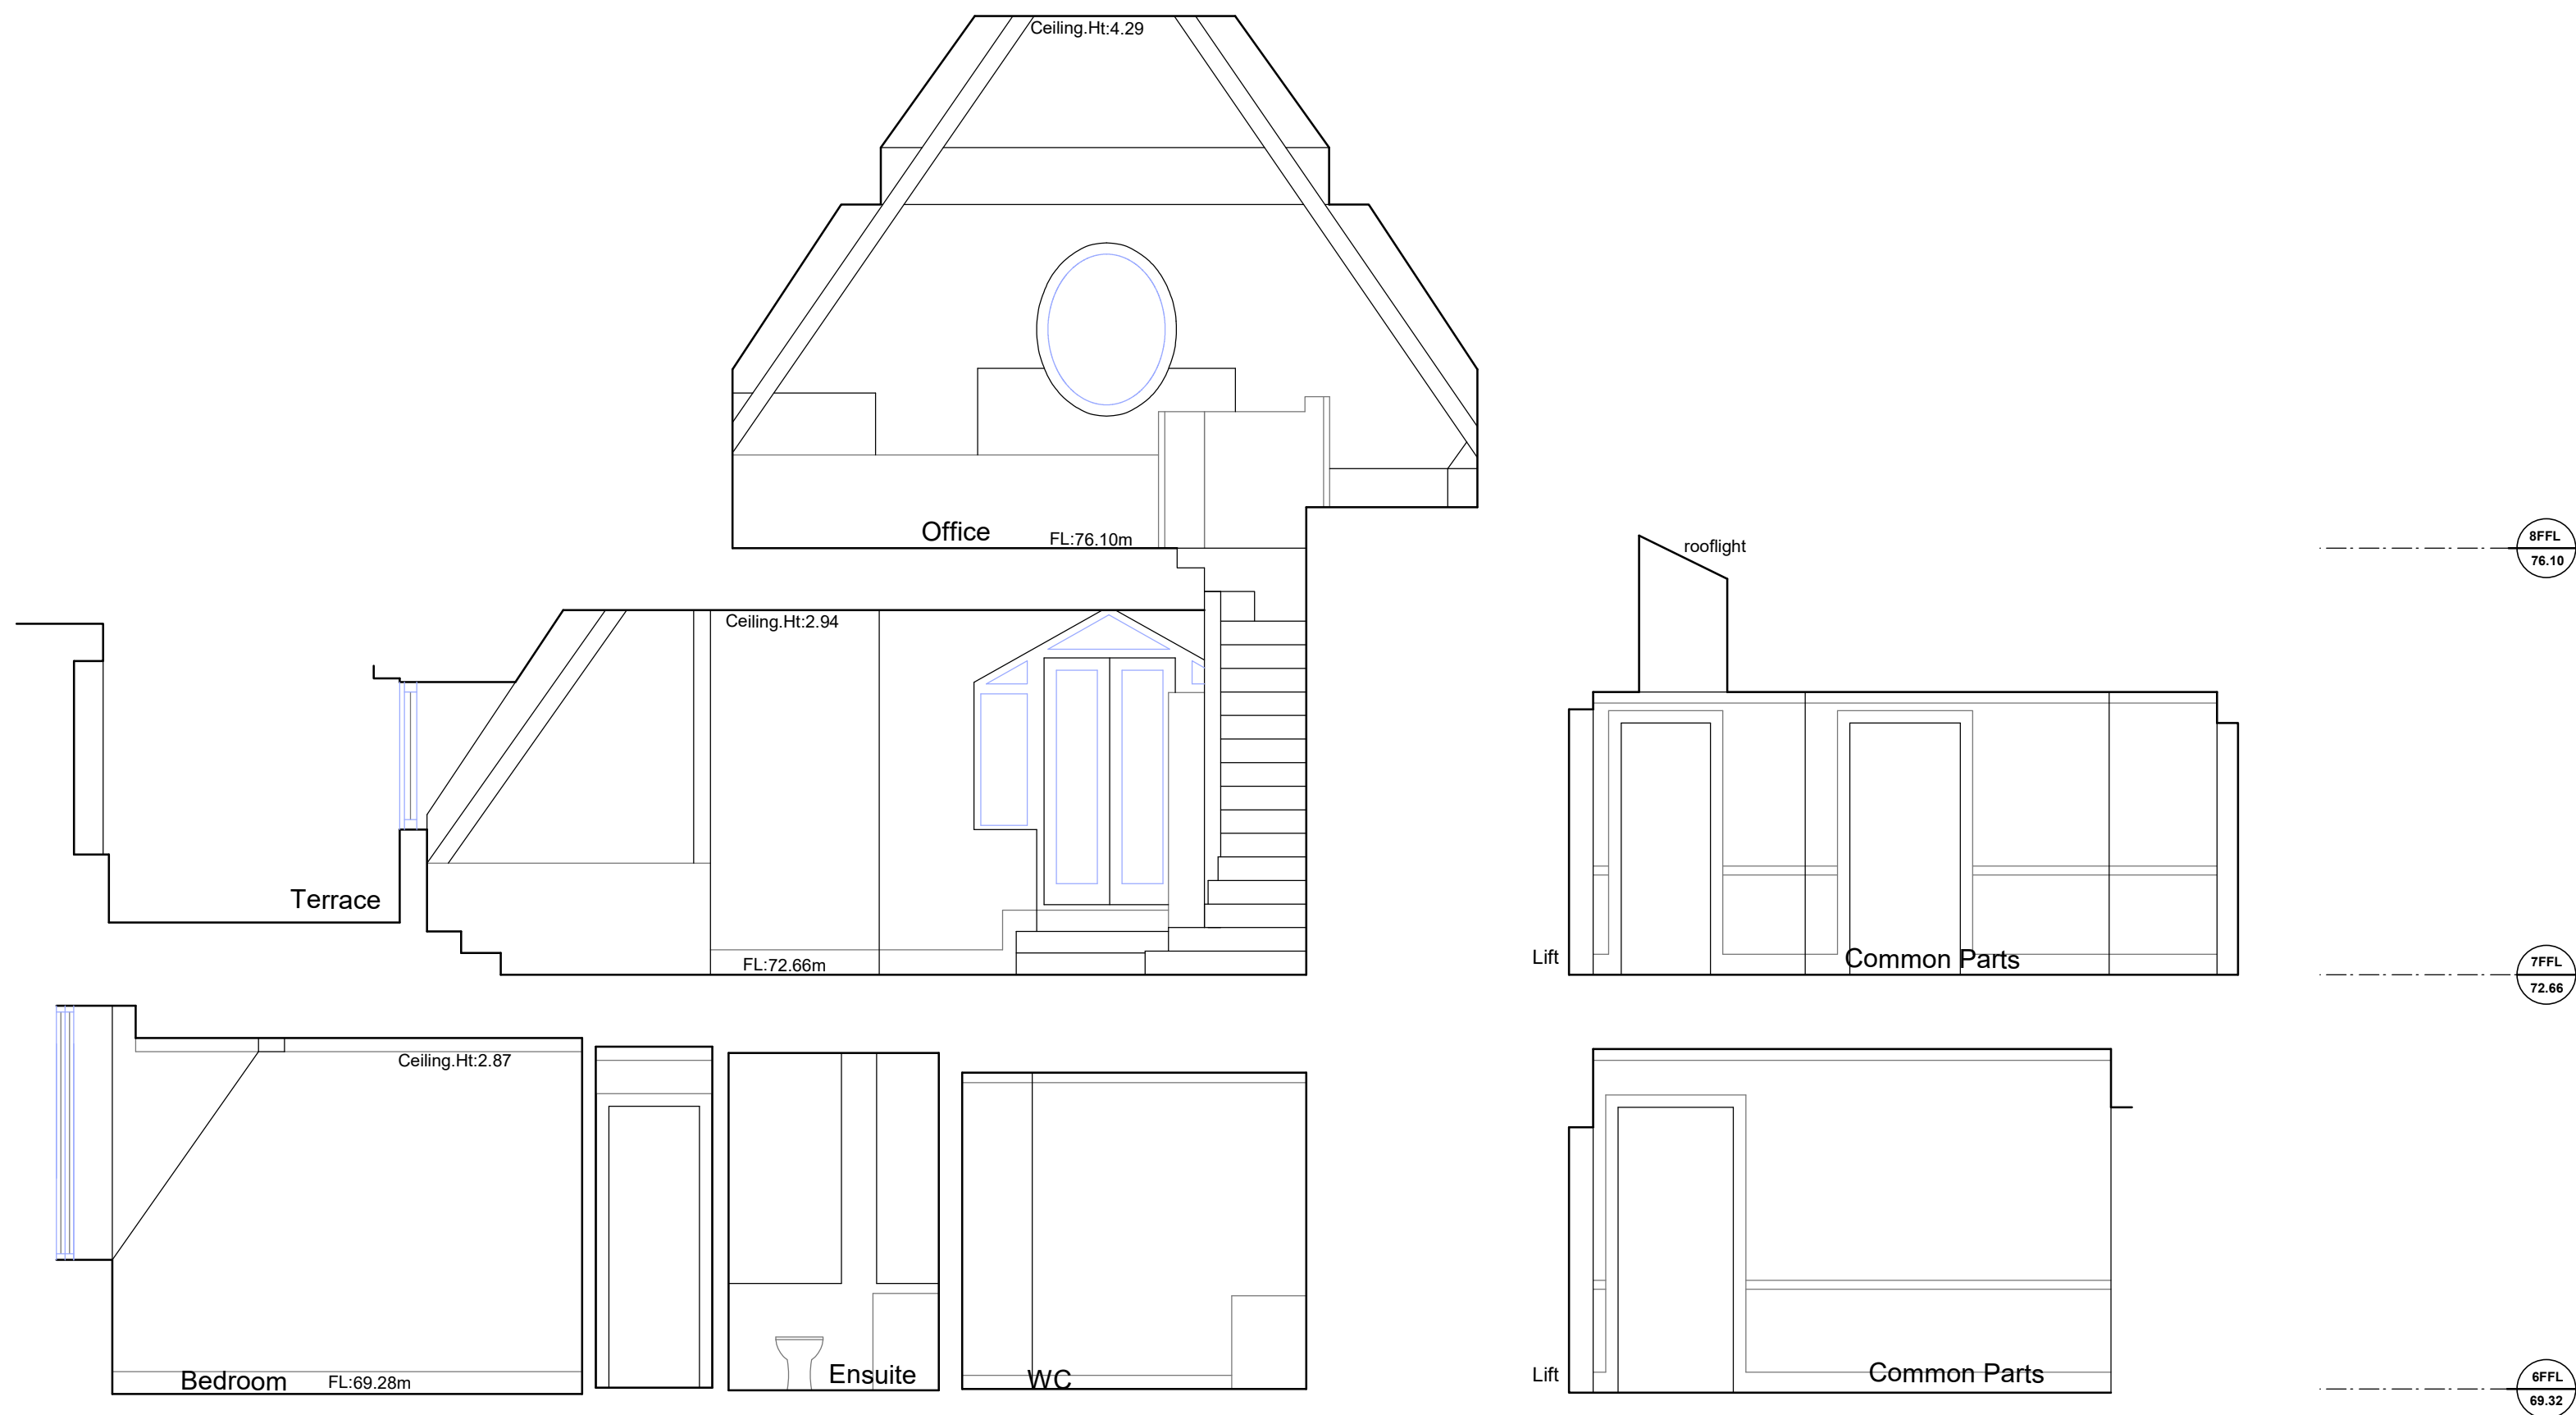 Ceiling.Ht:4.29
Office
FL:76.10m
rooflight
8FFL
76.10
Ceiling.Ht:2.94
Terrace
FL:72.66m
Lift
Common Parts
7FFL
72.66
Ceiling.Ht:2.87
Bedroom
FL:69.28m
Ensuite
WC
Lift
Common Parts
6FFL
69.32